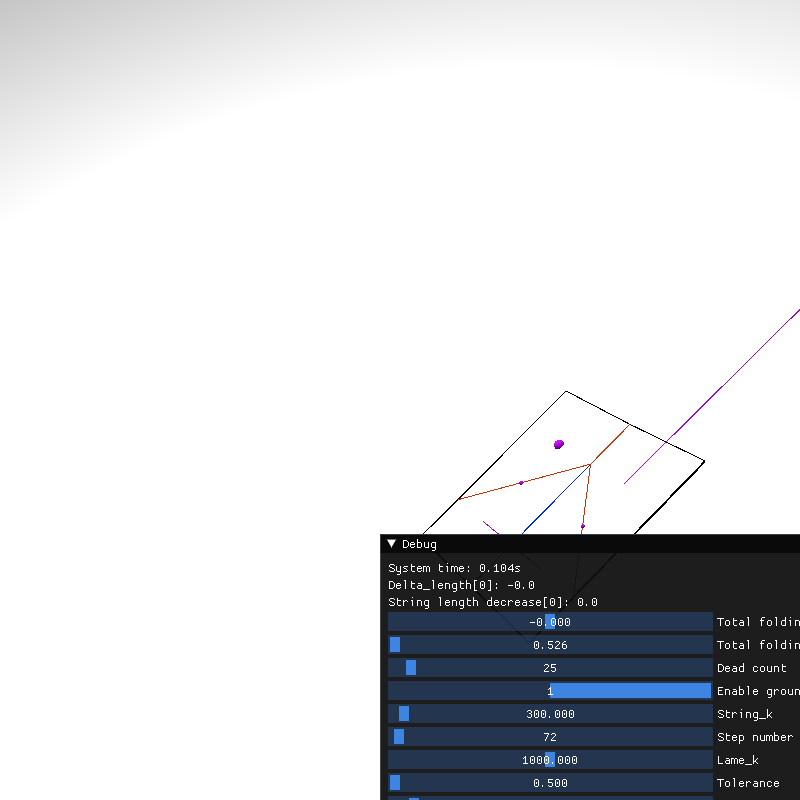 Debug
System time: 0.104s
Delta_length[0]: -0.0
String length decrease[0]: 0.0
-0.000 Total foldin
0.526 Total foldin
25 Dead count
1 Enable groun
300.000 String_k
72 Step number
1000.000 Lame_k
0.500 Tolerance